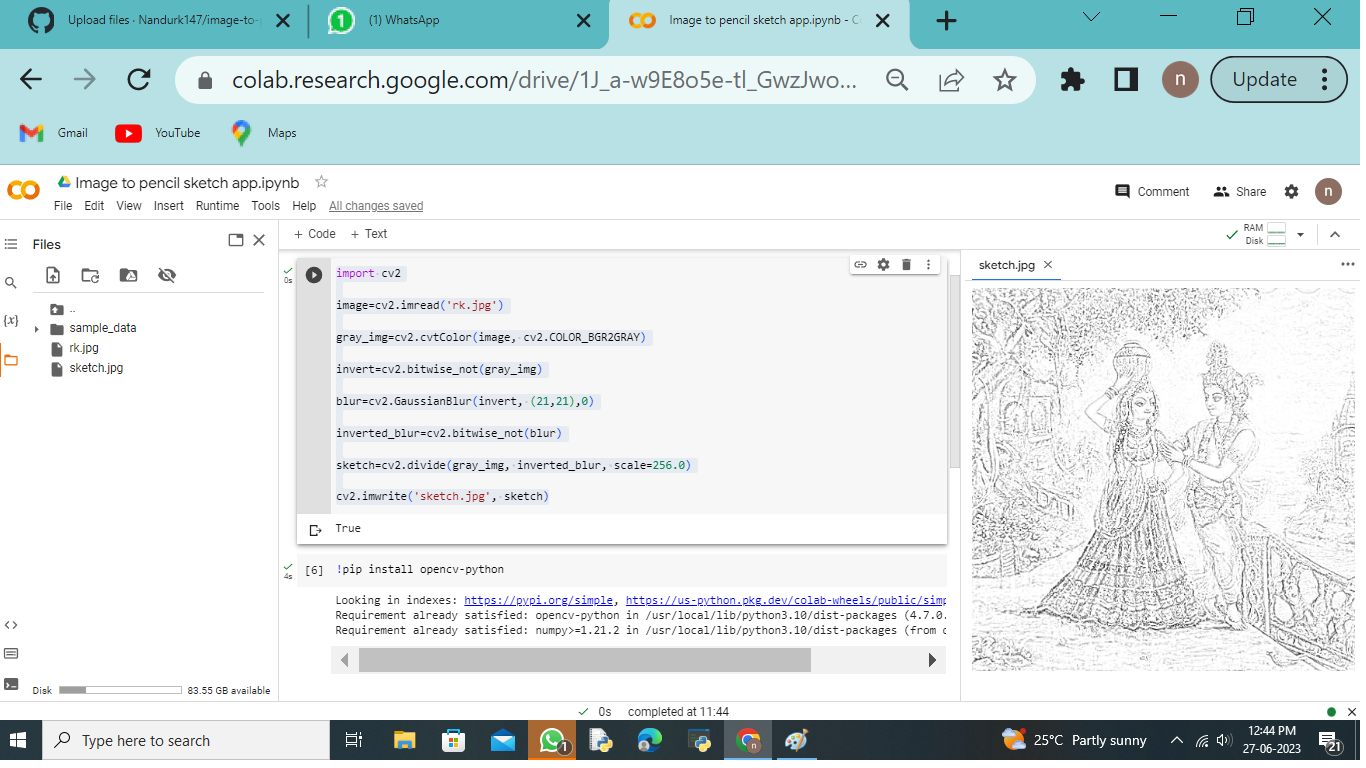 Upload files · Nandurk147/image-to-
(1) WhatsApp
Image to pencil sketch app.ipynb - C
colab.research.google.com/drive/1J_a-w9E8o5e-tl_GwzJwo...
n
Update
Gmail
YouTube
Maps
Image to pencil sketch app.ipynb
File Edit View Insert Runtime Tools Help All changes saved
Comment
Share
n
Files
+ Code + Text
RAM
Disk
..
sample_data
rk.jpg
sketch.jpg
{x}
<>
Disk
83.55 GB available
0s
import cv2
image=cv2.imread('rk.jpg')
gray_img=cv2.cvtColor(image, cv2.COLOR_BGR2GRAY)
invert=cv2.bitwise_not(gray_img)
blur=cv2.GaussianBlur(invert, (21,21),0)
inverted_blur=cv2.bitwise_not(blur)
sketch=cv2.divide(gray_img, inverted_blur, scale=256.0)
cv2.imwrite('sketch.jpg', sketch)
True
4s
[6] !pip install opencv-python
Looking in indexes: https://pypi.org/simple, https://us-python.pkg.dev/colab-wheels/public/simp
Requirement already satisfied: opencv-python in /usr/local/lib/python3.10/dist-packages (4.7.0.
Requirement already satisfied: numpy>=1.21.2 in /usr/local/lib/python3.10/dist-packages (from
sketch.jpg
0s completed at 11:44
Type here to search
1
n
25°C Partly sunny
12:44 PM
27-06-2023
21